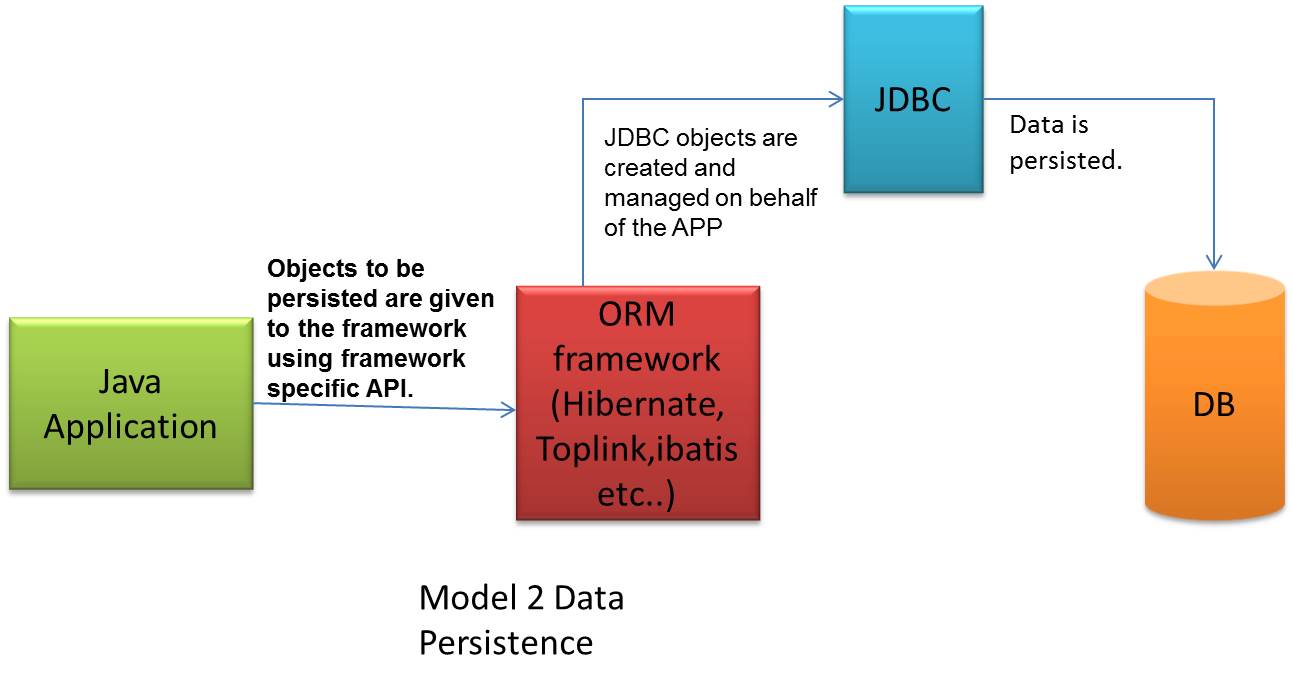 JDBC
Data is
persisted.
JDBC objects are
created and
managed on behalf
of the APP
Objects to be
persisted are given
to the framework
using framework
specific API.
Java
Application
ORM
framework
(Hibernate,
Toplink,ibatis
etc..)
DB
Model 2 Data
Persistence